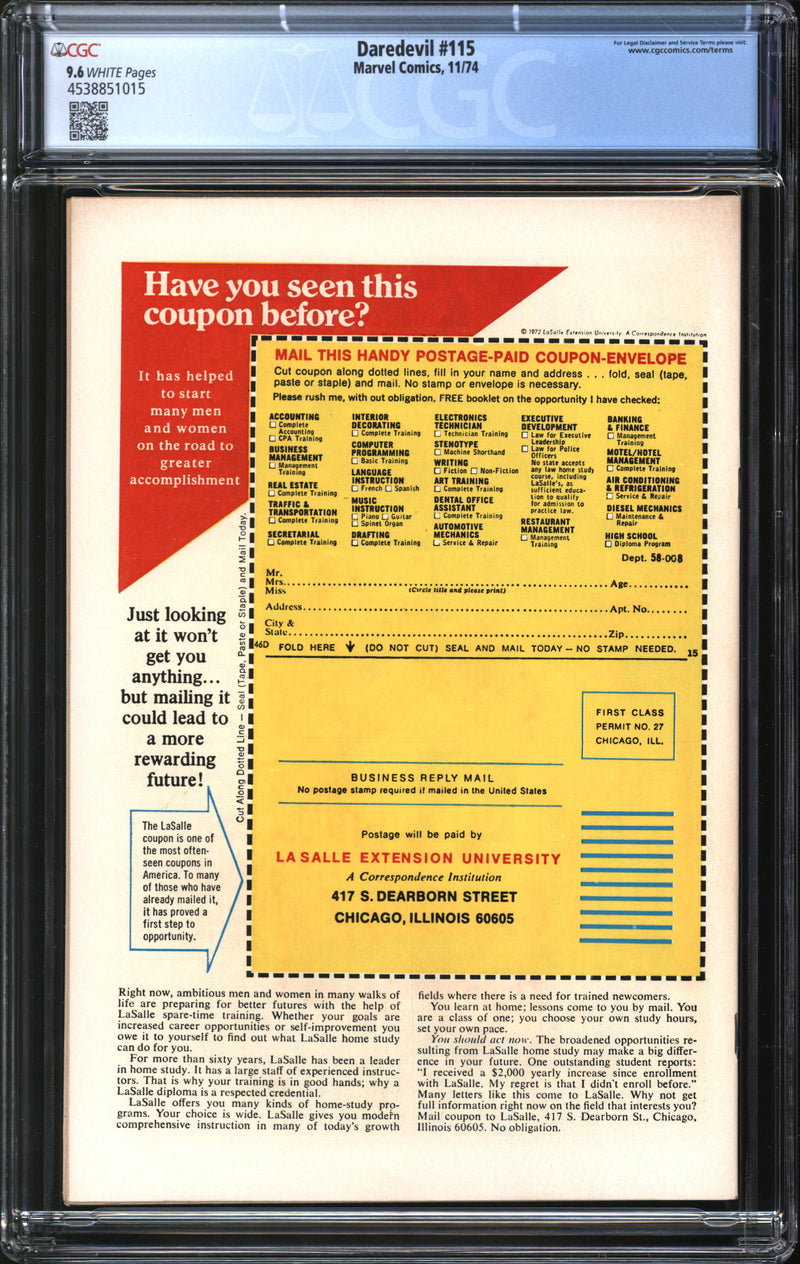 CGC
9.6 WHITE Pages
4538851015
Daredevil #115
Marvel Comics, 11/74
For Legal Disclaimer and Service Terms please visit:
www.cgccomics.com/terms
CGC
Have you seen this
coupon before?
© 1972 LaSalle Extension University A Correspondence Institution
It has helped
to start
many men
and women
on the road to
greater
accomplishment
MAIL THIS HANDY POSTAGE-PAID COUPON-ENVELOPE
Cut coupon along dotted lines, fill in your name and address . . . fold, seal (tape,
paste or staple) and mail. No stamp or envelope is necessary.
Please rush me, with out obligation, FREE booklet on the opportunity I have checked:
ACCOUNTING
Complete
Accounting
CPA Training
BUSINESS
MANAGEMENT
Management
Training
REAL ESTATE
Complete Training
TRAFFIC &
TRANSPORTATION
Complete Training
SECRETARIAL
Complete Training
INTERIOR
DECORATING
Complete Training
COMPUTER
PROGRAMMING
Basic Training
LANGUAGE
INSTRUCTION
French Spanish
MUSIC
INSTRUCTION
Piano Guitar
Spinet Organ
DRAFTING
Complete Training
ELECTRONICS
TECHNICIAN
Technician Training
STENOTYPE
Machine Shorthand
WRITING
Fiction Non-Fiction
ART TRAINING
Complete Training
DENTAL OFFICE
ASSISTANT
Complete Training
AUTOMOTIVE
MECHANICS
Service & Repair
EXECUTIVE
DEVELOPMENT
Law for Executive
Leadership
Law for Police
Officers
No state accepts
any law home study
course, including
LaSalle's, as
sufficient educa-
tion to qualify
for admission to
practice law.
RESTAURANT
MANAGEMENT
Management
Training
BANKING
& FINANCE
Management
Training
MOTEL/HOTEL
MANAGEMENT
Complete Training
AIR CONDITIONING
& REFRIGERATION
Service & Repair
DIESEL MECHANICS
Maintenance &
Repair
HIGH SCHOOL
Diploma Program
Dept. 58-008
Mr.
Mrs. Age
Miss (Circle title and please print)
Address Apt. No.
City &
State Zip
46D FOLD HERE (DO NOT CUT) SEAL AND MAIL TODAY – NO STAMP NEEDED. 15
Cut Along Dotted Line – Seal (Tape, Paste or Staple) and Mail Today.
Just looking
at it won't
get you
anything...
but mailing it
could lead to
a more
rewarding
future!
The LaSalle
coupon is one of
the most often-
seen coupons in
America. To many
of those who have
already mailed it,
it has proved a
first step to
opportunity.
FIRST CLASS
PERMIT NO. 27
CHICAGO, ILL.
BUSINESS REPLY MAIL
No postage stamp required if mailed in the United States
Postage will be paid by
LA SALLE EXTENSION UNIVERSITY
A Correspondence Institution
417 S. DEARBORN STREET
CHICAGO, ILLINOIS 60605
Right now, ambitious men and women in many walks of
life are preparing for better futures with the help of
LaSalle spare-time training. Whether your goals are
increased career opportunities or self-improvement you
owe it to yourself to find out what LaSalle home study
can do for you.
For more than sixty years, LaSalle has been a leader
in home study. It has a large staff of experienced instruc-
tors. That is why your training is in good hands; why a
LaSalle diploma is a respected credential.
LaSalle offers you many kinds of home-study pro-
grams. Your choice is wide. LaSalle gives you modern
comprehensive instruction in many of today's growth
fields where there is a need for trained newcomers.
You learn at home; lessons come to you by mail. You
are a class of one; you choose your own study hours,
set your own pace.
You should act now. The broadened opportunities re-
sulting from LaSalle home study may make a big differ-
ence in your future. One outstanding student reports:
"I received a $2,000 yearly increase since enrollment
with LaSalle. My regret is that I didn't enroll before."
Many letters like this come to LaSalle. Why not get
full information right now on the field that interests you?
Mail coupon to LaSalle, 417 S. Dearborn St., Chicago,
Illinois 60605. No obligation.